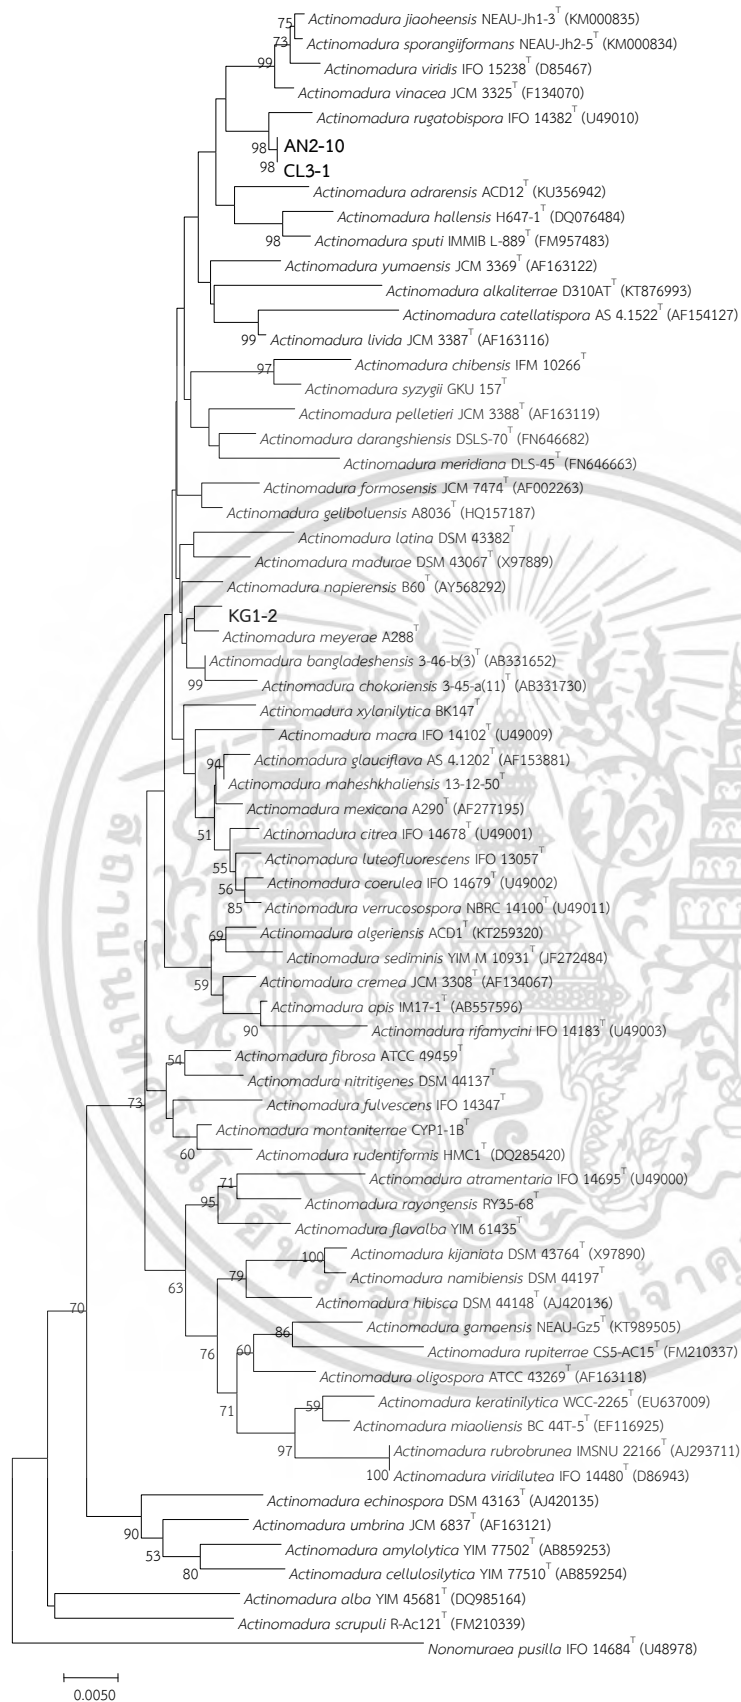 Actinomadura jiaoheensis NEAU-Jh1-3ᵀ (KM000835)
75
Actinomadura sporangiiformans NEAU-Jh2-5ᵀ (KM000834)
73
Actinomadura viridis IFO 15238ᵀ (D85467)
99
Actinomadura vinacea JCM 3325ᵀ (F134070)
Actinomadura rugatobispora IFO 14382ᵀ (U49010)
98 AN2-10
98 CL3-1
Actinomadura adrarensis ACD12ᵀ (KU356942)
Actinomadura hallensis H647-1ᵀ (DQ076484)
98 Actinomadura sputi IMMIB L-889ᵀ (FM957483)
Actinomadura yumaensis JCM 3369ᵀ (AF163122)
Actinomadura alkaliterrae D310ATᵀ (KT876993)
Actinomadura catellatispora AS 4.1522ᵀ (AF154127)
99 Actinomadura livida JCM 3387ᵀ (AF163116)
Actinomadura chibensis IFM 10266ᵀ
97
Actinomadura syzygii GKU 157ᵀ
Actinomadura pelletieri JCM 3388ᵀ (AF163119)
Actinomadura darangshiensis DSLS-70ᵀ (FN646682)
Actinomadura meridiana DLS-45ᵀ (FN646663)
Actinomadura formosensis JCM 7474ᵀ (AF002263)
Actinomadura geliboluensis A8036ᵀ (HQ157187)
Actinomadura latina DSM 43382ᵀ
Actinomadura madurae DSM 43067ᵀ (X97889)
Actinomadura napierensis B60ᵀ (AY568292)
KG1-2
Actinomadura meyerae A288ᵀ
Actinomadura bangladeshensis 3-46-b(3)ᵀ (AB331652)
99 Actinomadura chokoriensis 3-45-a(11)ᵀ (AB331730)
Actinomadura xylanilytica BK147ᵀ
Actinomadura macra IFO 14102ᵀ (U49009)
94 Actinomadura glauciflava AS 4.1202ᵀ (AF153881)
Actinomadura maheshkhaliensis 13-12-50ᵀ
Actinomadura mexicana A290ᵀ (AF277195)
51 Actinomadura citrea IFO 14678ᵀ (U49001)
Actinomadura luteofluorescens IFO 13057ᵀ
55
Actinomadura coerulea IFO 14679ᵀ (U49002)
56
85 Actinomadura verrucosospora NBRC 14100ᵀ (U49011)
69 Actinomadura algeriensis ACD1ᵀ (KT259320)
Actinomadura sediminis YIM M 10931ᵀ (JF272484)
59 Actinomadura cremea JCM 3308ᵀ (AF134067)
Actinomadura apis IM17-1ᵀ (AB557596)
90 Actinomadura rifamycini IFO 14183ᵀ (U49003)
54 Actinomadura fibrosa ATCC 49459ᵀ
Actinomadura nitritigenes DSM 44137ᵀ
73 Actinomadura fulvescens IFO 14347ᵀ
Actinomadura montaniterrae CYP1-1Bᵀ
60 Actinomadura rudentiformis HMC1ᵀ (DQ285420)
Actinomadura atramentaria IFO 14695ᵀ (U49000)
71
95 Actinomadura rayongensis RY35-68ᵀ
Actinomadura flavalba YIM 61435ᵀ
100 Actinomadura kijaniata DSM 43764ᵀ (X97890)
79 Actinomadura namibiensis DSM 44197ᵀ
63
Actinomadura hibisca DSM 44148ᵀ (AJ420136)
70
86 Actinomadura gamaensis NEAU-Gz5ᵀ (KT989505)
76 60 Actinomadura rupiterrae CS5-AC15ᵀ (FM210337)
Actinomadura oligospora ATCC 43269ᵀ (AF163118)
71 59 Actinomadura keratinilytica WCC-2265ᵀ (EU637009)
Actinomadura miaoliensis BC 44T-5ᵀ (EF116925)
97 Actinomadura rubrobrunea IMSNU 22166ᵀ (AJ293711)
100 Actinomadura viridilutea IFO 14480ᵀ (D86943)
Actinomadura echinospora DSM 43163ᵀ (AJ420135)
90 Actinomadura umbrina JCM 6837ᵀ (AF163121)
53 Actinomadura amylolytica YIM 77502ᵀ (AB859253)
80 Actinomadura cellulosilytica YIM 77510ᵀ (AB859254)
Actinomadura alba YIM 45681ᵀ (DQ985164)
Actinomadura scrupuli R-Ac121ᵀ (FM210339)
Nonomuraea pusilla IFO 14684ᵀ (U48978)
0.0050